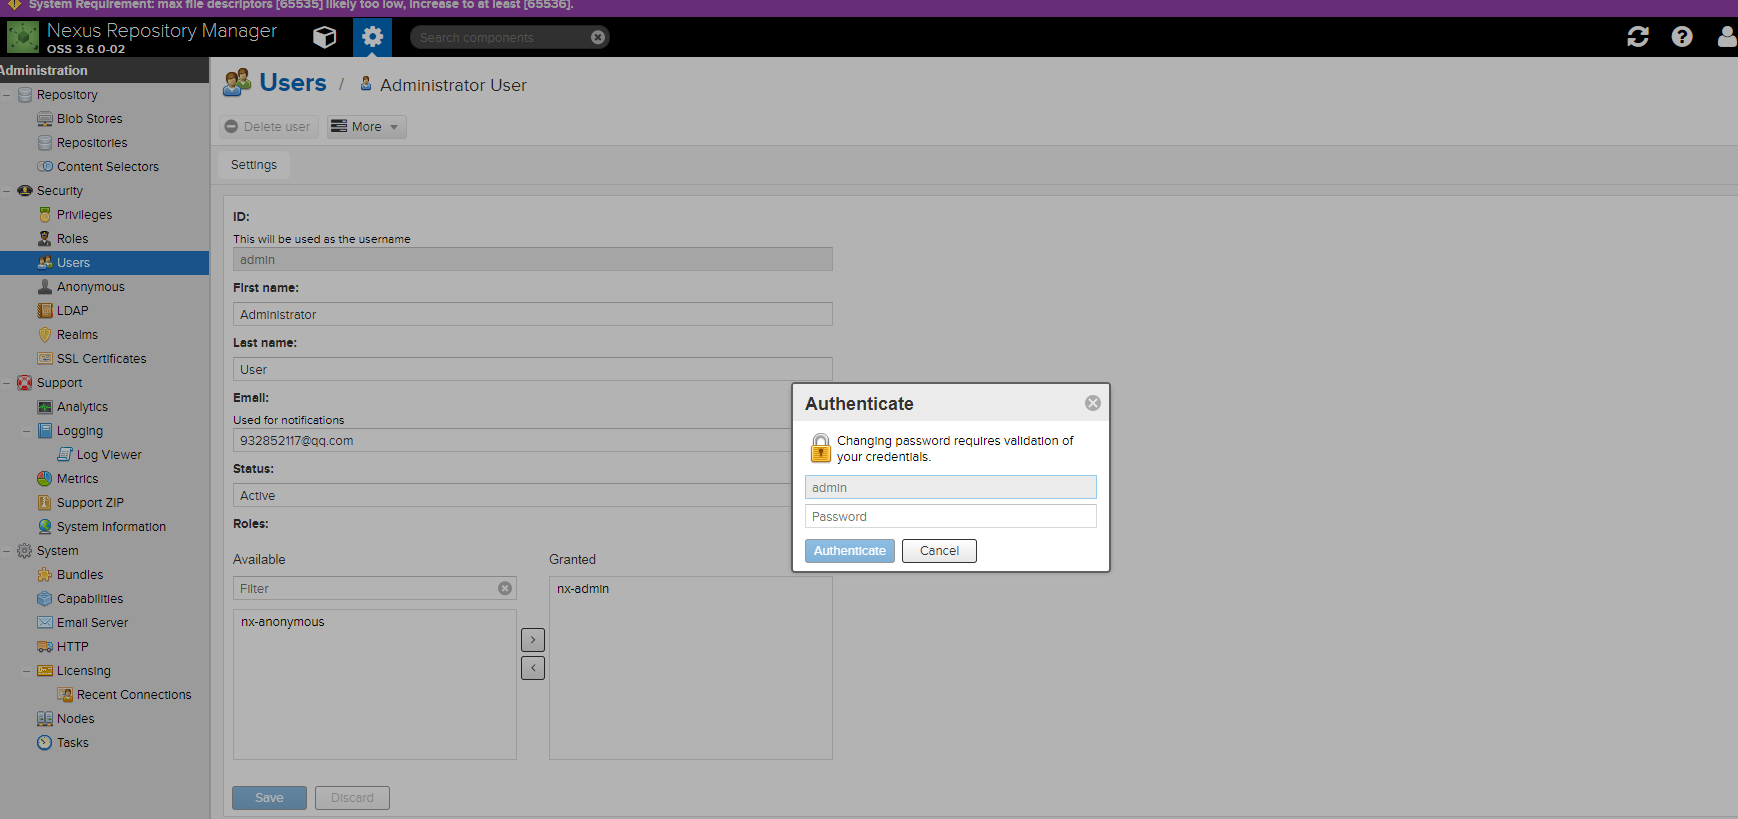 System Requirement: max file descriptors [65535] likely too low, increase to at least [65536].
Nexus Repository Manager
OSS 3.6.0-02
Search components
Administration
Repository
Blob Stores
Repositories
Content Selectors
Security
Privileges
Roles
Users
Anonymous
LDAP
Realms
SSL Certificates
Support
Analytics
Logging
Log Viewer
Metrics
Support ZIP
System Information
System
Bundles
Capabilities
Email Server
HTTP
Licensing
Recent Connections
Nodes
Tasks
Users / Administrator User
Delete user More
Settings
ID:
This will be used as the username
admin
First name:
Administrator
Last name:
User
Email:
Used for notifications
932852117@qq.com
Status:
Active
Roles:
Available
Filter
nx-anonymous
>
<
Granted
nx-admin
Save Discard
Authenticate
Changing password requires validation of
your credentials.
admin
Password
Authenticate Cancel